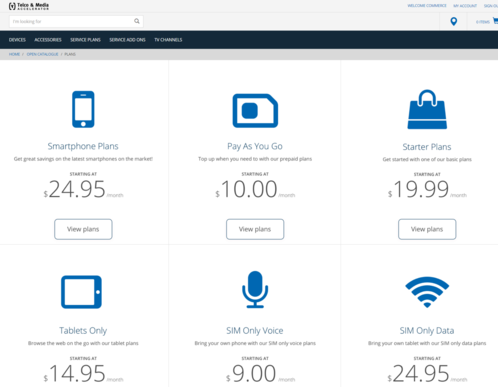 Telco & Media
ACCELERATOR
WELCOME COMMERCE MY ACCOUNT SIGN OU
I'm looking for
0 ITEMS
DEVICES ACCESSORIES SERVICE PLANS SERVICE ADD ONS TV CHANNELS
HOME / OPEN CATALOGUE / PLANS
Smartphone Plans
Get great savings on the latest smartphones on the market!
STARTING AT
$24.95/month
View plans
Pay As You Go
Top up when you need to with our prepaid plans
STARTING AT
$10.00/month
View plans
Starter Plans
Get started with one of our basic plans
STARTING AT
$19.99/month
View plans
Tablets Only
Browse the web on the go with our tablet plans
STARTING AT
$14.95/month
SIM Only Voice
Bring your own phone with our SIM only voice plans
STARTING AT
$9.00/month
SIM Only Data
Bring your own tablet with our SIM only data plans
STARTING AT
$24.95/month